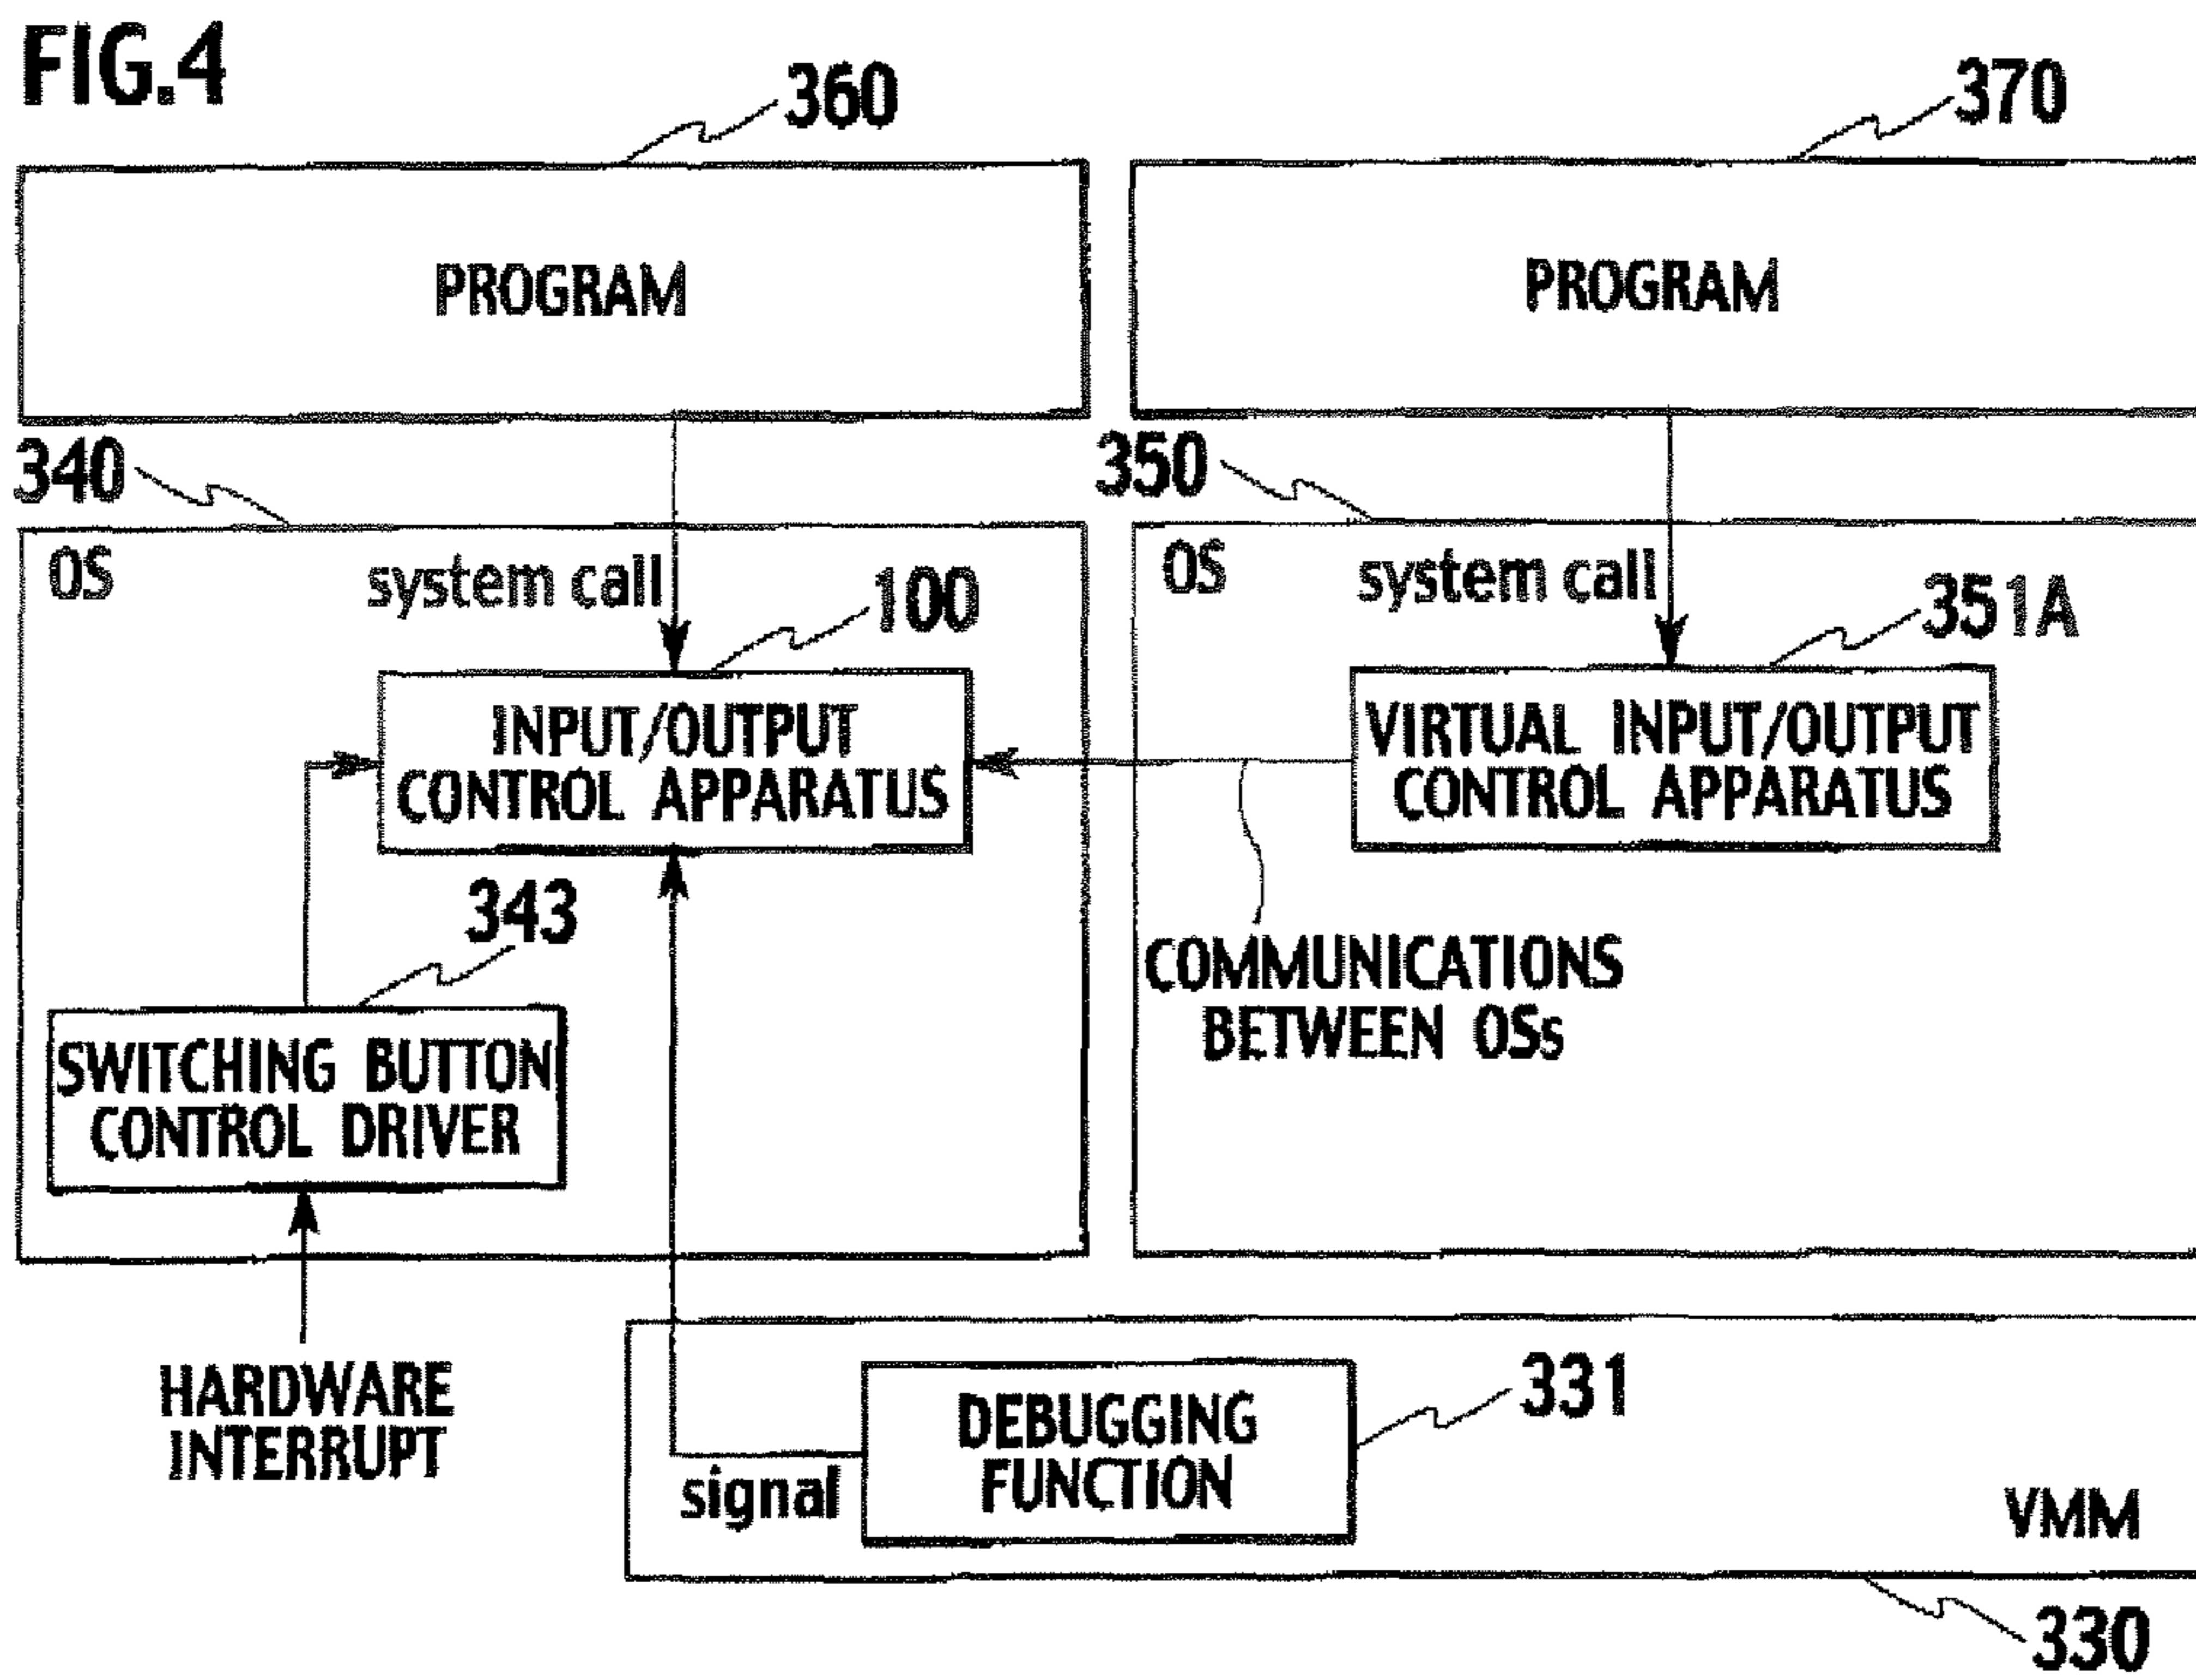 FIG.4
360
370
PROGRAM
PROGRAM
340
350
OS
system call
100
OS
system call
351A
INPUT/OUTPUT
CONTROL APPARATUS
VIRTUAL INPUT/OUTPUT
CONTROL APPARATUS
343
COMMUNICATIONS
BETWEEN OSs
SWITCHING BUTTON
CONTROL DRIVER
HARDWARE
INTERRUPT
signal
DEBUGGING
FUNCTION
331
VMM
330